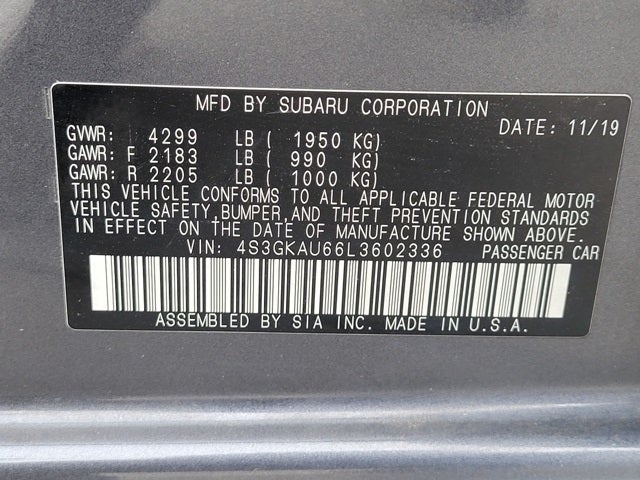 MFD BY SUBARU CORPORATION
DATE: 11/19
GVWR: 4299 LB ( 1950 KG)
GAWR: F 2183 LB ( 990 KG)
GAWR: R 2205 LB ( 1000 KG)
THIS VEHICLE CONFORMS TO ALL APPLICABLE FEDERAL MOTOR
VEHICLE SAFETY, BUMPER, AND THEFT PREVENTION STANDARDS
IN EFFECT ON THE DATE OF MANUFACTURE SHOWN ABOVE.
VIN: 4S3GKAU66L3602336 PASSENGER CAR
ASSEMBLED BY SIA INC. MADE IN U.S.A.